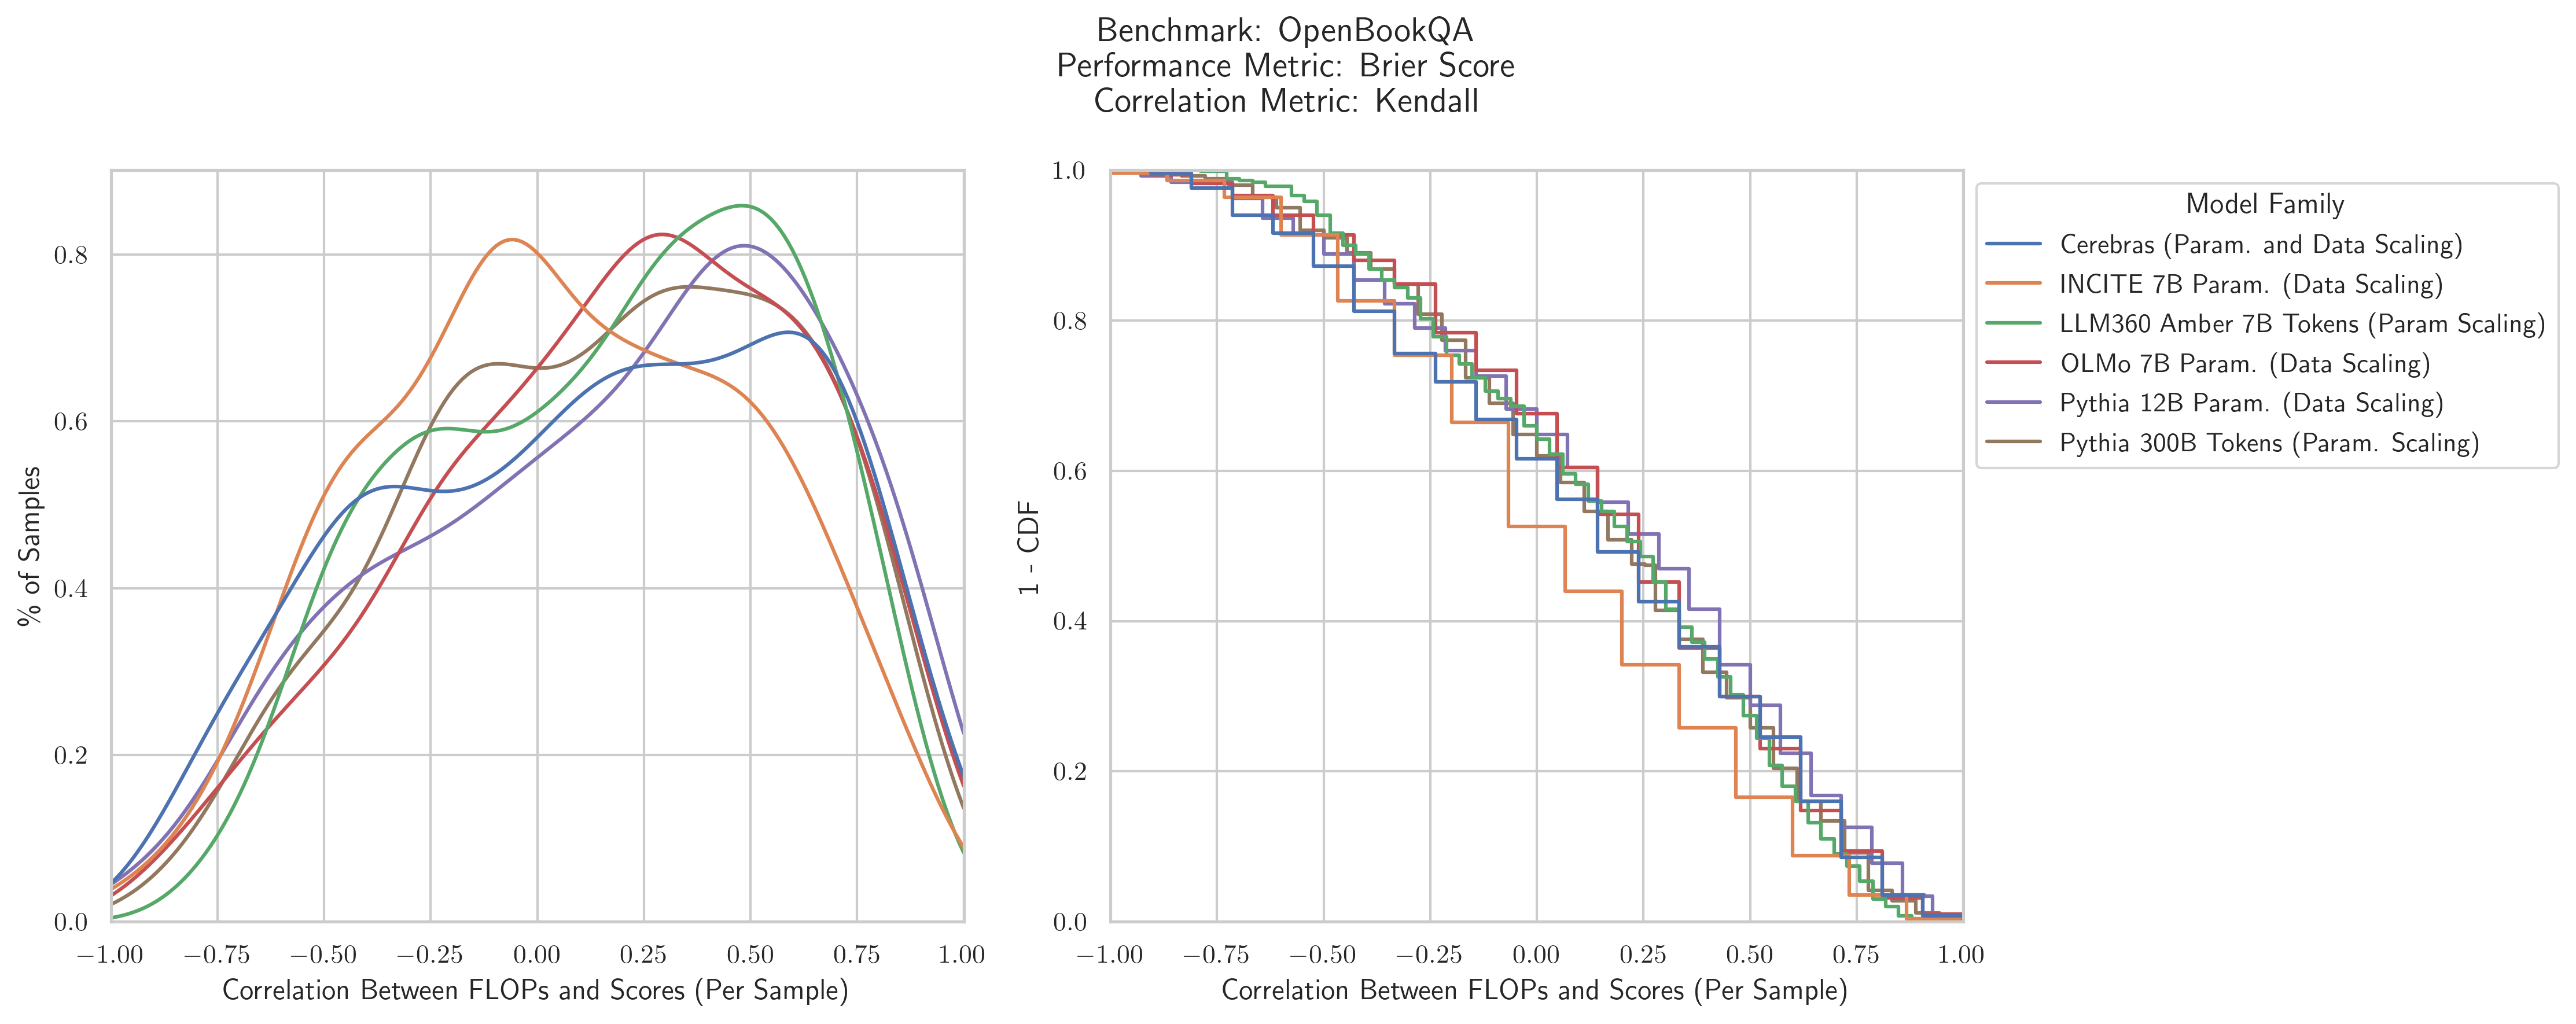 Benchmark: OpenBookQA
Performance Metric: Brier Score
Correlation Metric: Kendall
% of Samples
0.8
0.6
0.4
0.2
0.0
−1.00 −0.75 −0.50 −0.25 0.00 0.25 0.50 0.75 1.00
Correlation Between FLOPs and Scores (Per Sample)
1 - CDF
1.0
0.8
0.6
0.4
0.2
0.0
−1.00 −0.75 −0.50 −0.25 0.00 0.25 0.50 0.75 1.00
Correlation Between FLOPs and Scores (Per Sample)
Model Family
Cerebras (Param. and Data Scaling)
INCITE 7B Param. (Data Scaling)
LLM360 Amber 7B Tokens (Param Scaling)
OLMo 7B Param. (Data Scaling)
Pythia 12B Param. (Data Scaling)
Pythia 300B Tokens (Param. Scaling)